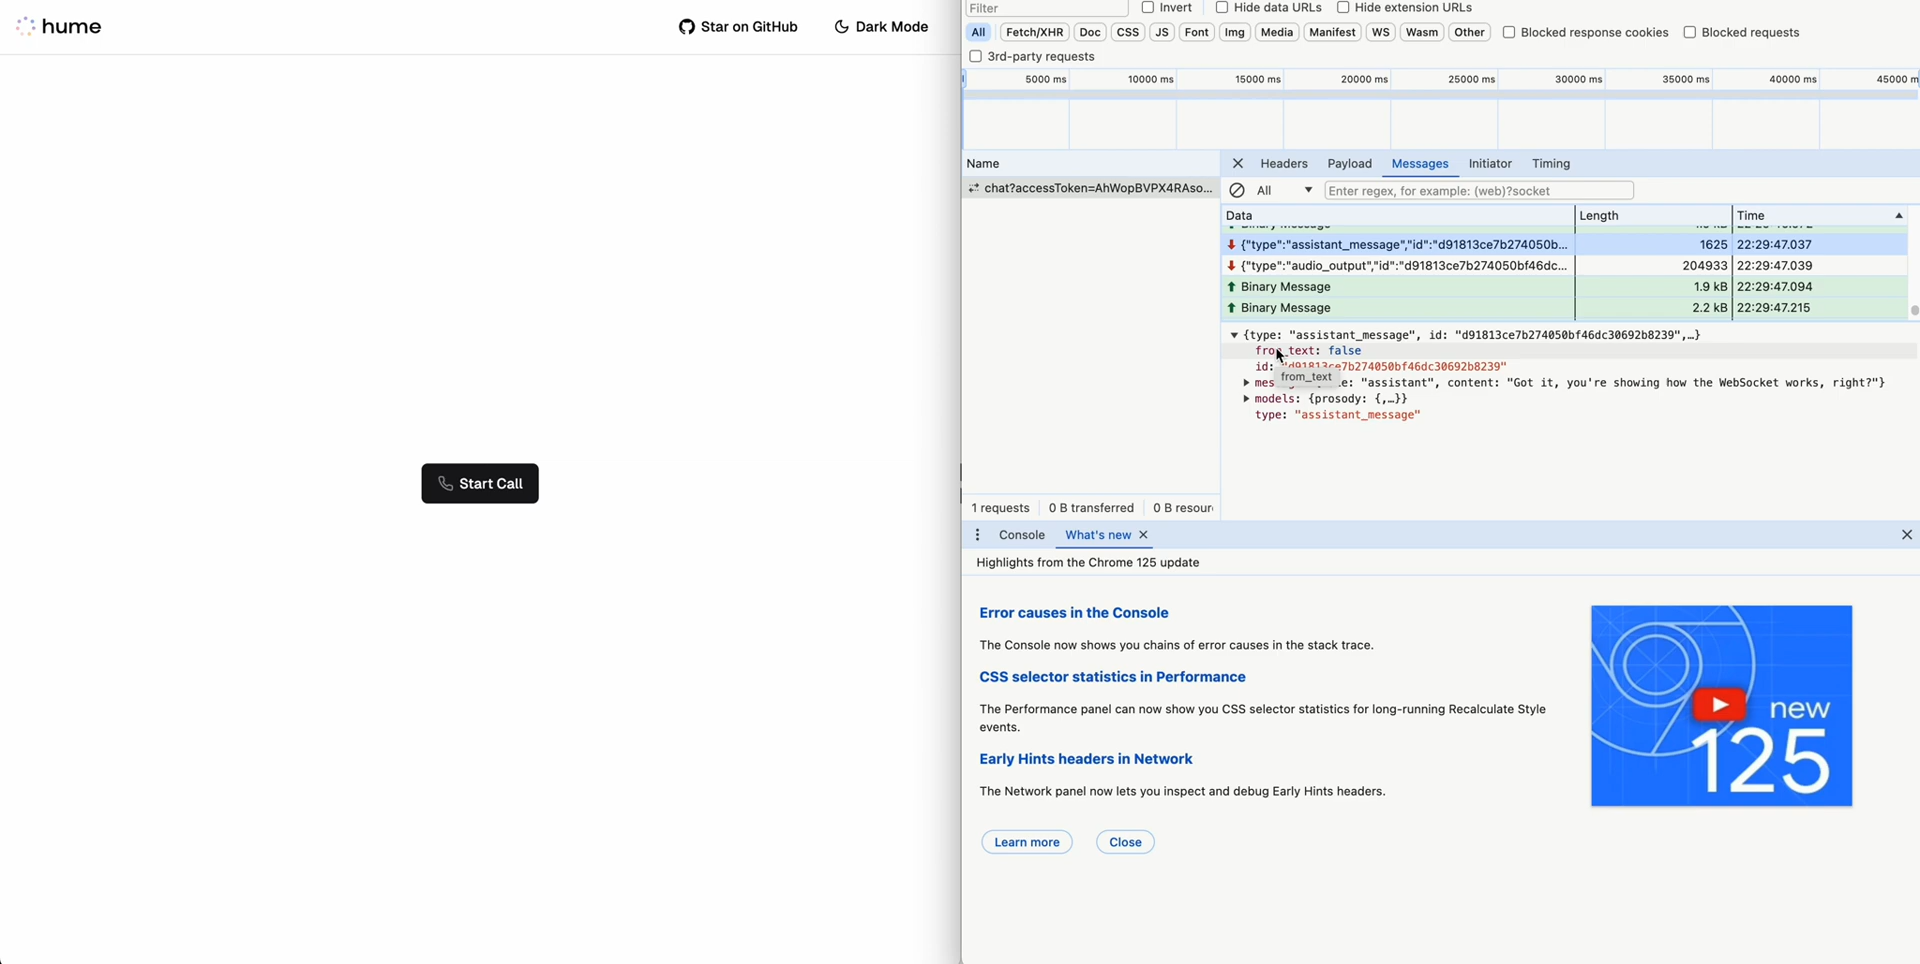 hume
Star on GitHub
Dark Mode
Filter
Invert
Hide data URLs
Hide extension URLs
All
Fetch/XHR
Doc
CSS
JS
Font
Img
Media
Manifest
WS
Wasm
Other
Blocked response cookies
Blocked requests
3rd-party requests
5000 ms
10000 ms
15000 ms
20000 ms
25000 ms
30000 ms
35000 ms
40000 ms
45000 m
Name
chat?accessToken=AhWopBVPX4RAso...
Headers
Payload
Messages
Initiator
Timing
All
Enter regex, for example: (web)?socket
Data
Length
Time
{"type":"assistant_message","id":"d91813ce7b274050b...
1625
22:29:47.037
{"type":"audio_output","id":"d91813ce7b274050bf46dc...
204933
22:29:47.039
Binary Message
1.9 kB
22:29:47.094
Binary Message
2.2 kB
22:29:47.215
{type: "assistant_message", id: "d91813ce7b274050bf46dc30692b8239",…}
from_text: false
id: "d91813ce7b274050bf46dc30692b8239"
from_text
"assistant", content: "Got it, you're showing how the WebSocket works, right?"}
models: {prosody: {,…}}
type: "assistant_message"
Start Call
1 requests
0 B transferred
0 B resour
Console
What's new
Highlights from the Chrome 125 update
Error causes in the Console
The Console now shows you chains of error causes in the stack trace.
CSS selector statistics in Performance
The Performance panel can now show you CSS selector statistics for long-running Recalculate Style
events.
Early Hints headers in Network
The Network panel now lets you inspect and debug Early Hints headers.
new
125
Learn more
Close